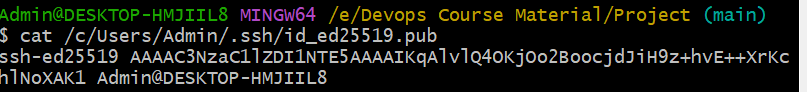 Admin@DESKTOP-HMJIIL8 MINGW64 /e/Devops Course Material/Project (main)
$ cat /c/Users/Admin/.ssh/id_ed25519.pub
ssh-ed25519 AAAAC3NzaC1lZDI1NTE5AAAAIKqAlvlQ4OKjOo2BoocjdJiH9z+hvE++XrKc
hlNoXAK1 Admin@DESKTOP-HMJIIL8